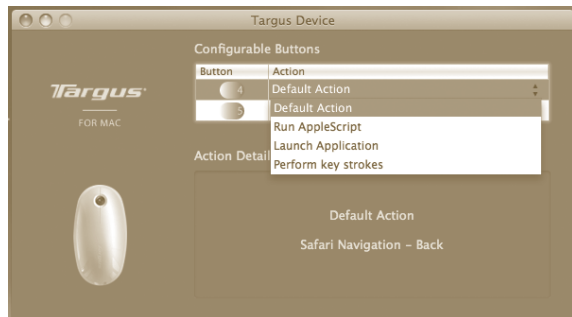 Targus Device
Configurable Buttons
Button Action
4 Default Action
5 Default Action
Run AppleScript
Launch Application
Perform key strokes
Targus
FOR MAC
Action Detail
Default Action
Safari Navigation – Back